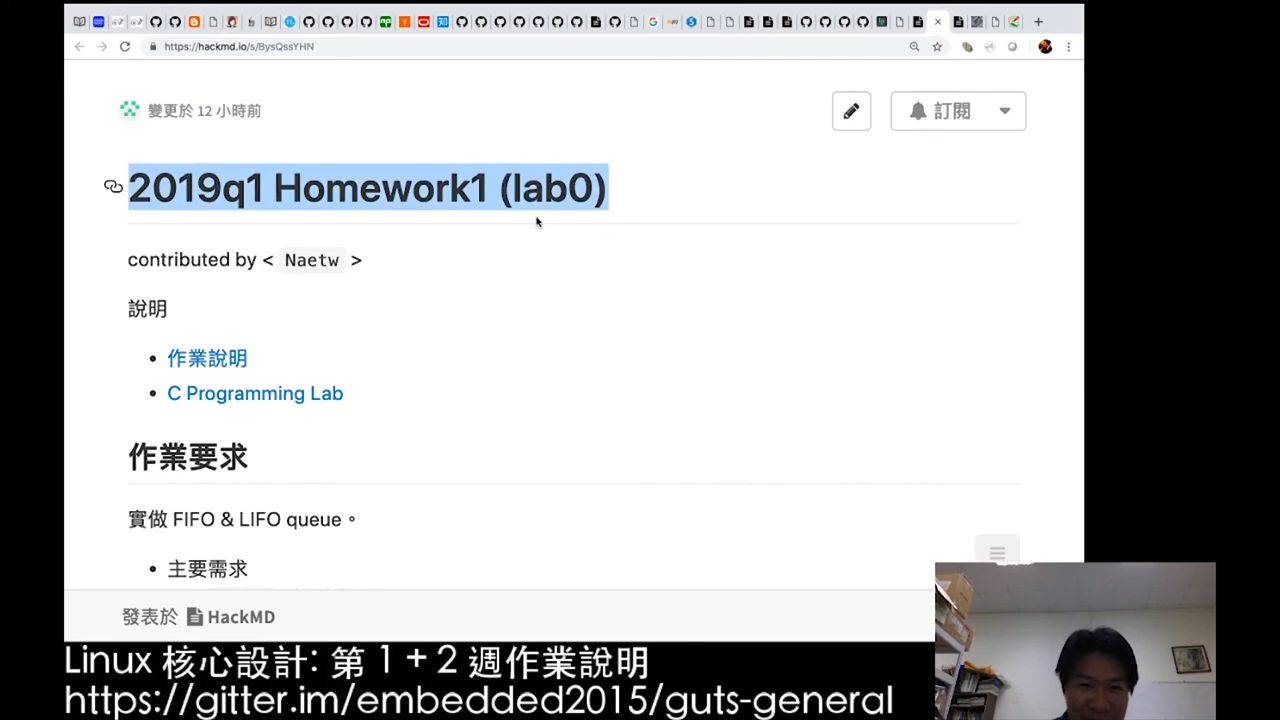 https://hackmd.io/s/BysQssYHN
變更於 12 小時前
訂閱
2019q1 Homework1 (lab0)
contributed by < Naetw >
說明
• 作業說明
• C Programming Lab
作業要求
實做 FIFO & LIFO queue。
• 主要需求
發表於 HackMD
Linux 核心設計: 第 1 + 2 週作業說明
https://gitter.im/embedded2015/guts-general